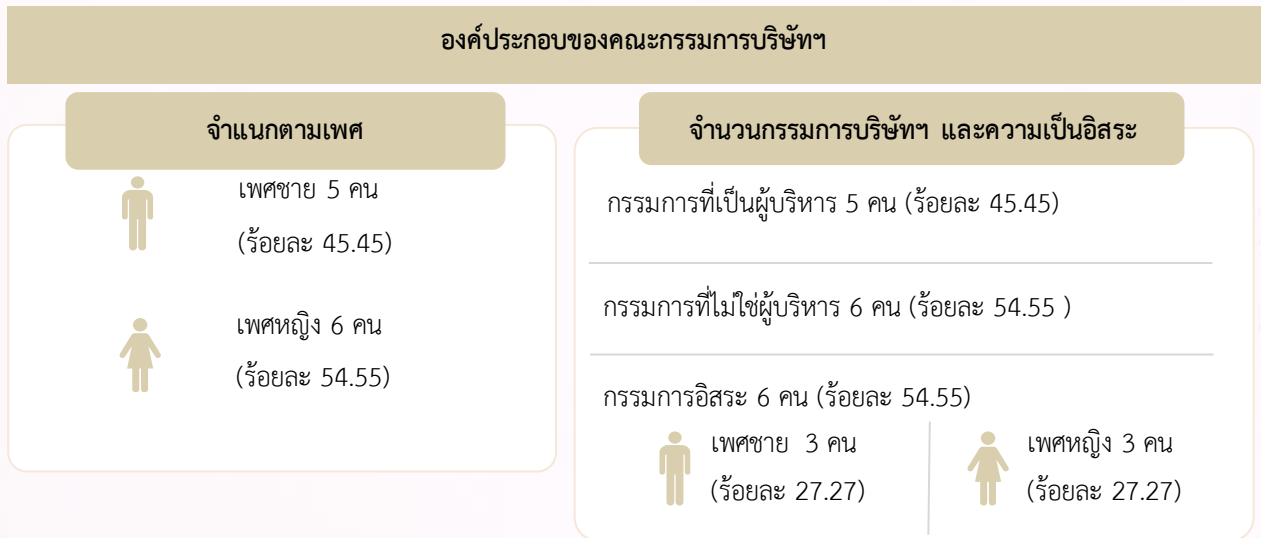 องค์ประกอบของคณะกรรมการบริษัทฯ
จำแนกตามเพศ
เพศชาย 5 คน
(ร้อยละ 45.45)
เพศหญิง 6 คน
(ร้อยละ 54.55)
จำนวนกรรมการบริษัทฯ และความเป็นอิสระ
กรรมการที่เป็นผู้บริหาร 5 คน (ร้อยละ 45.45)
กรรมการที่ไม่ใช่ผู้บริหาร 6 คน (ร้อยละ 54.55 )
กรรมการอิสระ 6 คน (ร้อยละ 54.55)
เพศชาย 3 คน
(ร้อยละ 27.27)
เพศหญิง 3 คน
(ร้อยละ 27.27)